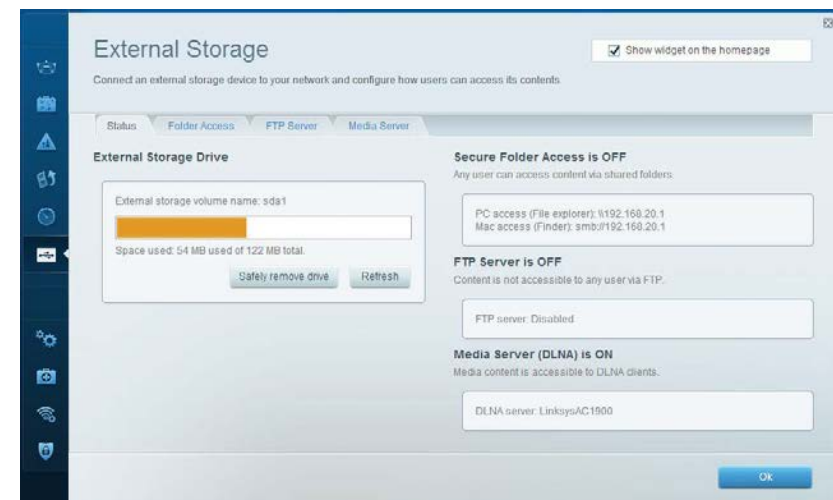 External Storage
Show widget on the homepage
Connect an external storage device to your network and configure how users can access its contents.
Status Folder Access FTP Server Media Server
External Storage Drive
External storage volume name: sda1
Space used: 54 MB used of 122 MB total.
Safely remove drive Refresh
Secure Folder Access is OFF
Any user can access content via shared folders.
PC access (File explorer): \\192.168.20.1
Mac access (Finder): smb://192.168.20.1
FTP Server is OFF
Content is not accessible to any user via FTP.
FTP server: Disabled
Media Server (DLNA) is ON
Media content is accessible to DLNA clients.
DLNA server: LinksysAC1900
Ok